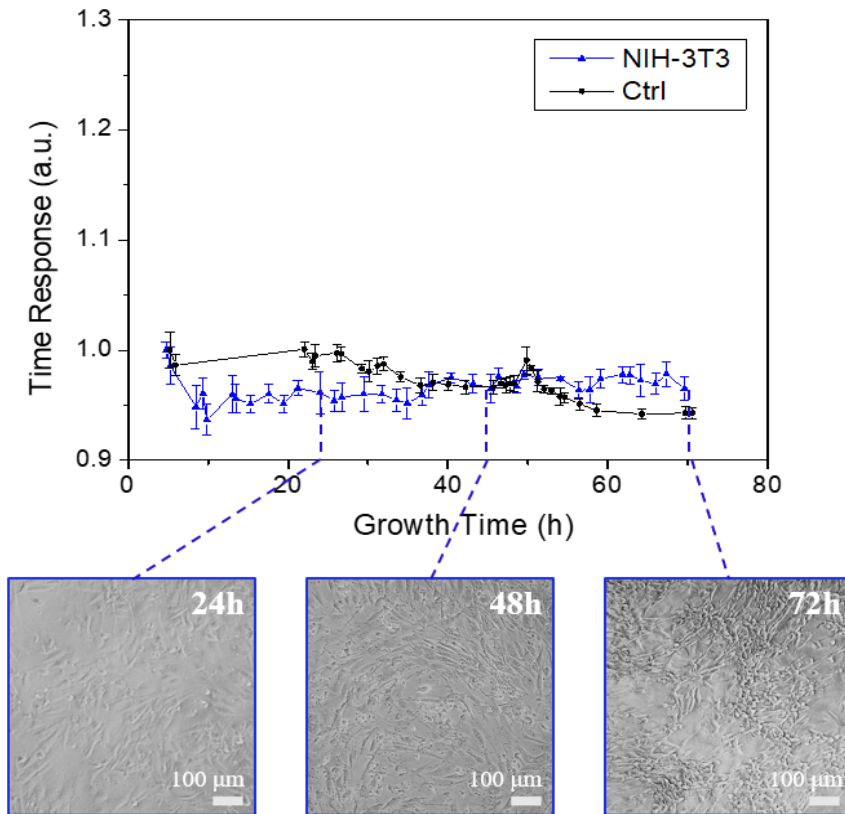 1.3
1.2
1.1
1.0
0.9
Time Response (a.u.)
NIH-3T3
Ctrl
0 20 40 60 80
Growth Time (h)
24h 48h 72h
100 μm 100 μm 100 μm